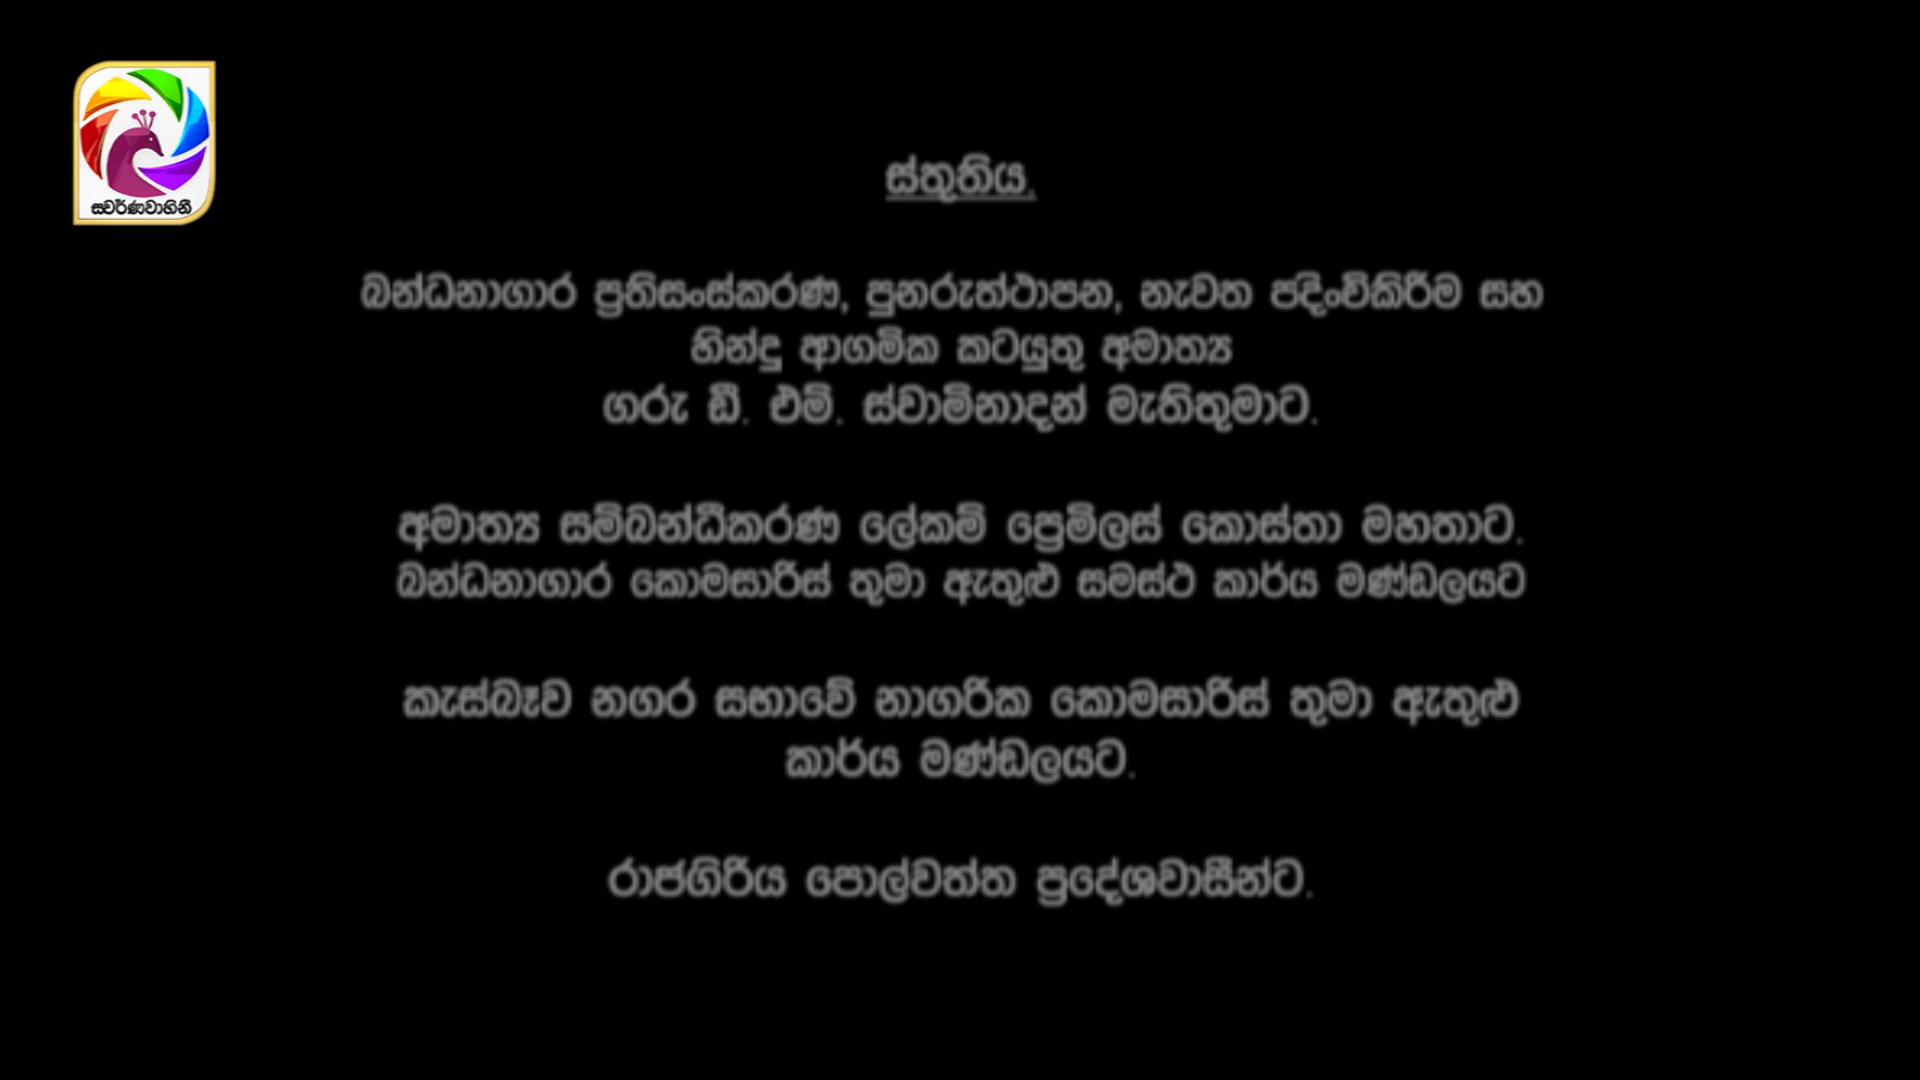 ස්වර්ණවාහිනී
ස්තුතිය.
බන්ධනාගාර ප්‍රතිසංස්කරණ, පුනරුත්ථාපන, නැවත පදිංචිකිරීම සහ
හින්දු ආගමික කටයුතු අමාත්‍ය
ගරු ඩී. එම්. ස්වාමිනාදන් මැතිතුමාට.
අමාත්‍ය සම්බන්ධීකරණ ලේකම් ප්‍රෙම්ලස් කොස්තා මහතාට.
බන්ධනාගාර කොමසාරිස් තුමා ඇතුළු සමස්ථ කාර්ය මණ්ඩලයට
කැස්බෑව නගර සභාවේ නාගරික කොමසාරිස් තුමා ඇතුළු
කාර්ය මණ්ඩලයට.
රාජගිරිය පොල්වත්ත ප්‍රදේශවාසීන්ට.